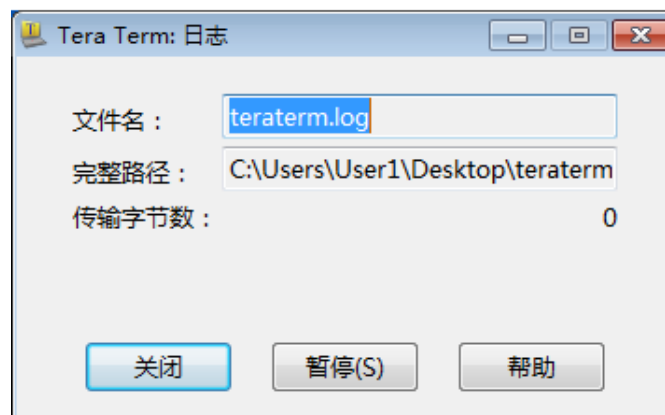 Tera Term: 日志
文件名：
teraterm.log
完整路径：
C:\Users\User1\Desktop\teraterm
传输字节数：
0
关闭
暂停(S)
帮助